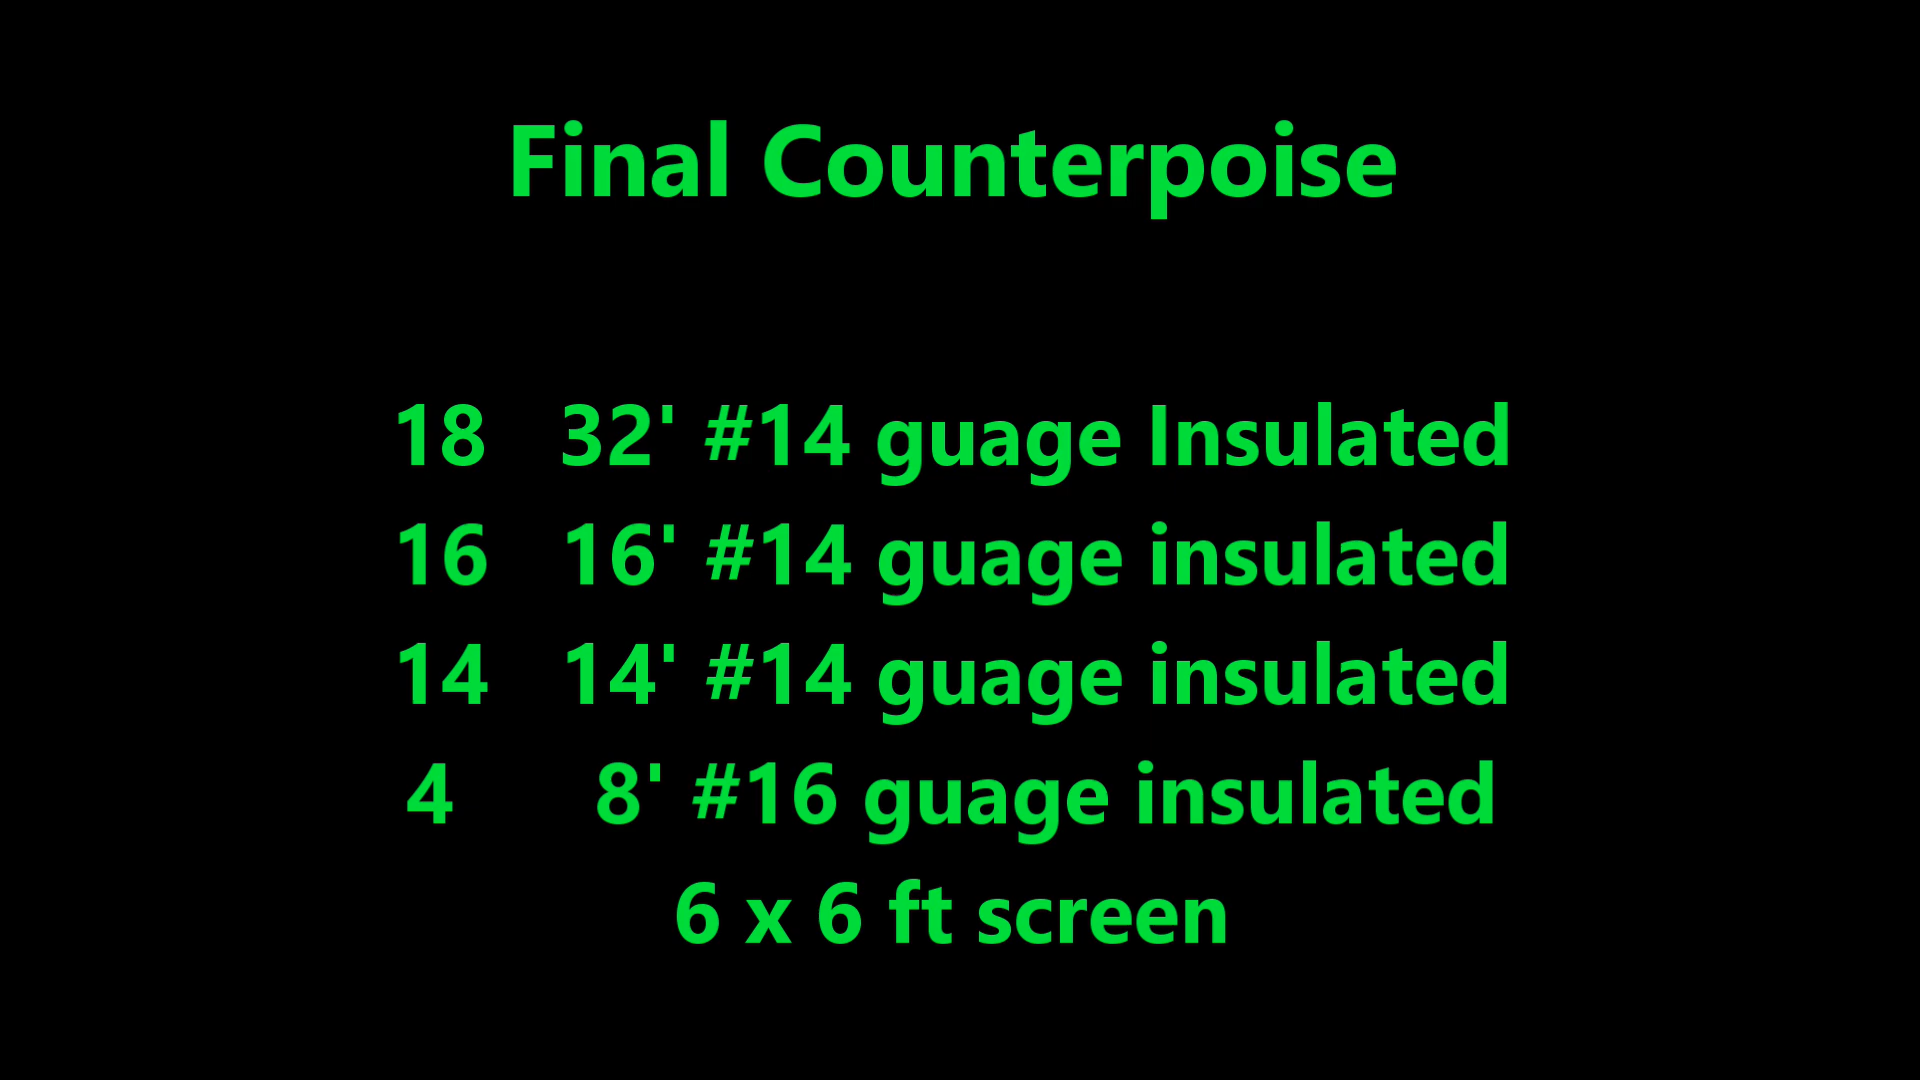 Final Counterpoise
18 32' #14 guage Insulated
16 16' #14 guage insulated
14 14' #14 guage insulated
4 8' #16 guage insulated
6 x 6 ft screen